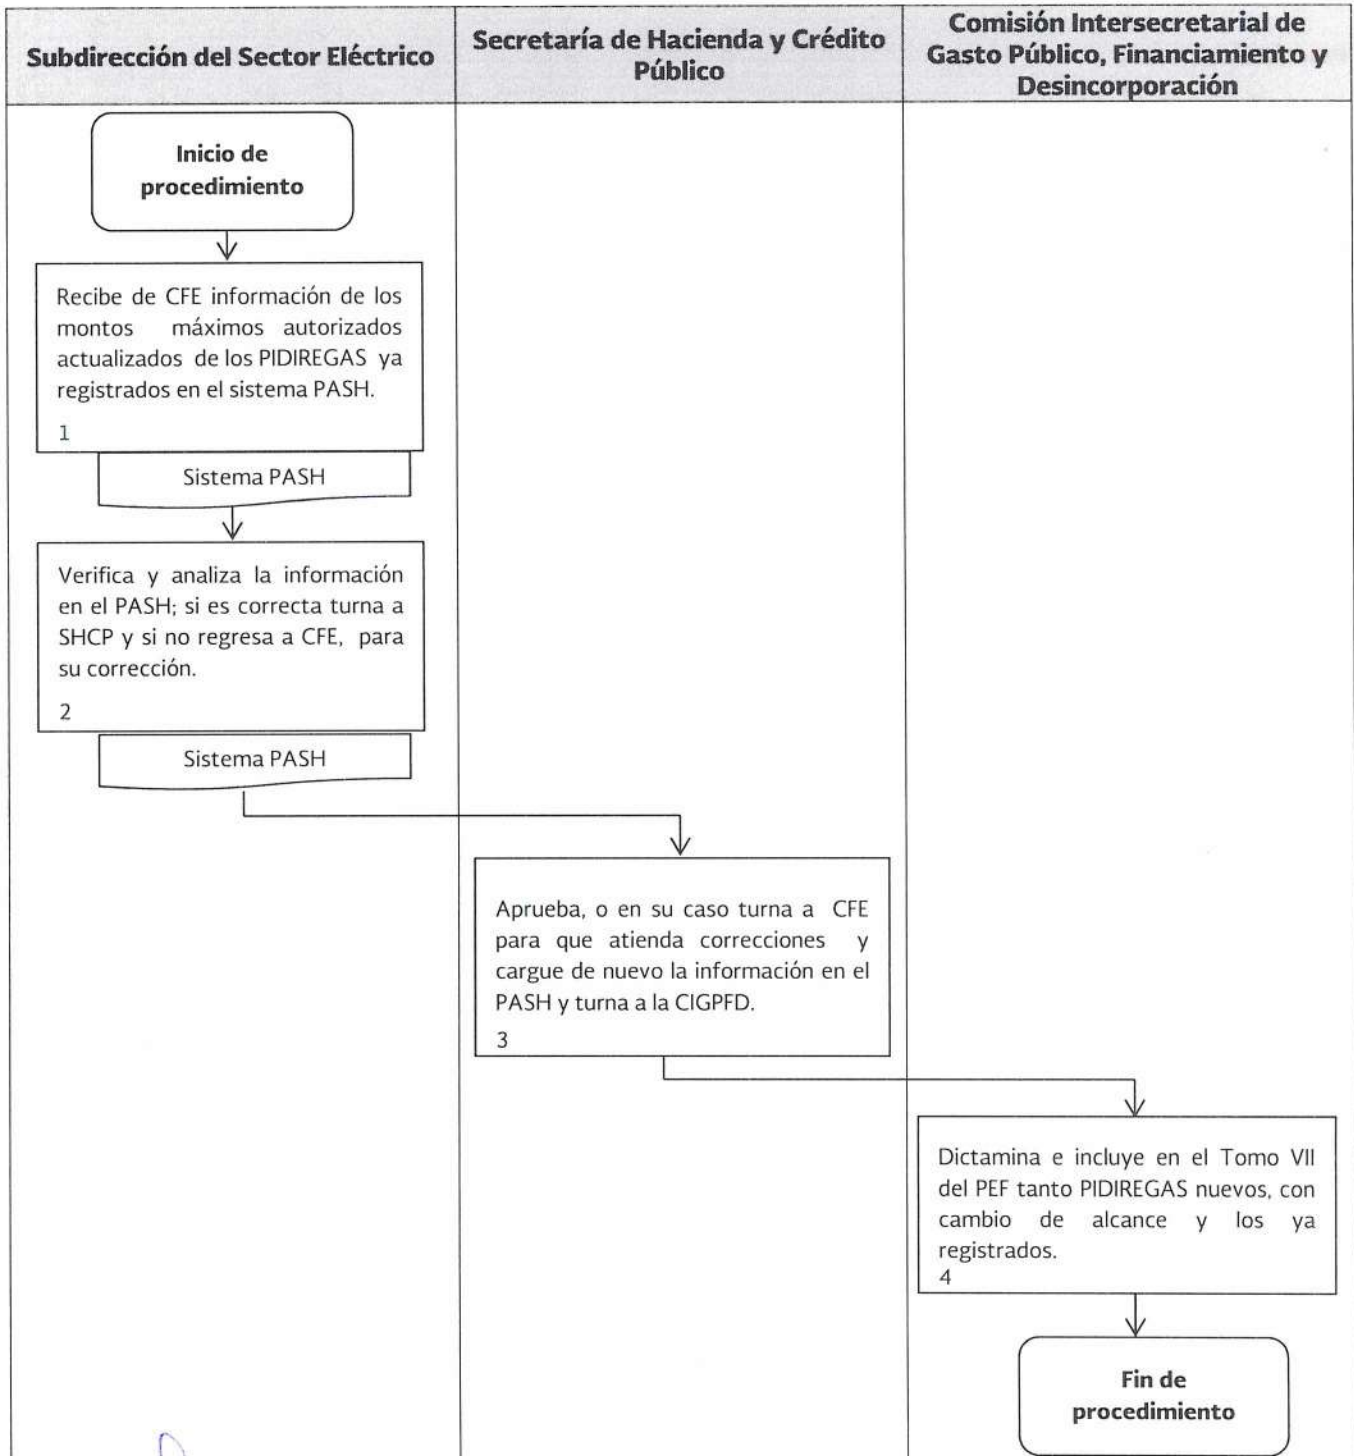 Subdirección del Sector Eléctrico
Secretaría de Hacienda y Crédito
Público
Comisión Intersecretarial de
Gasto Público, Financiamiento y
Desincorporación
Inicio de
procedimiento
Recibe de CFE información de los
montos máximos autorizados
actualizados de los PIDIREGAS ya
registrados en el sistema PASH.
1
Sistema PASH
Verifica y analiza la información
en el PASH; si es correcta turna a
SHCP y si no regresa a CFE, para
su corrección.
2
Sistema PASH
Aprueba, o en su caso turna a CFE
para que atienda correcciones y
cargue de nuevo la información en el
PASH y turna a la CIGPFD.
3
Dictamina e incluye en el Tomo VII
del PEF tanto PIDIREGAS nuevos, con
cambio de alcance y los ya
registrados.
4
Fin de
procedimiento